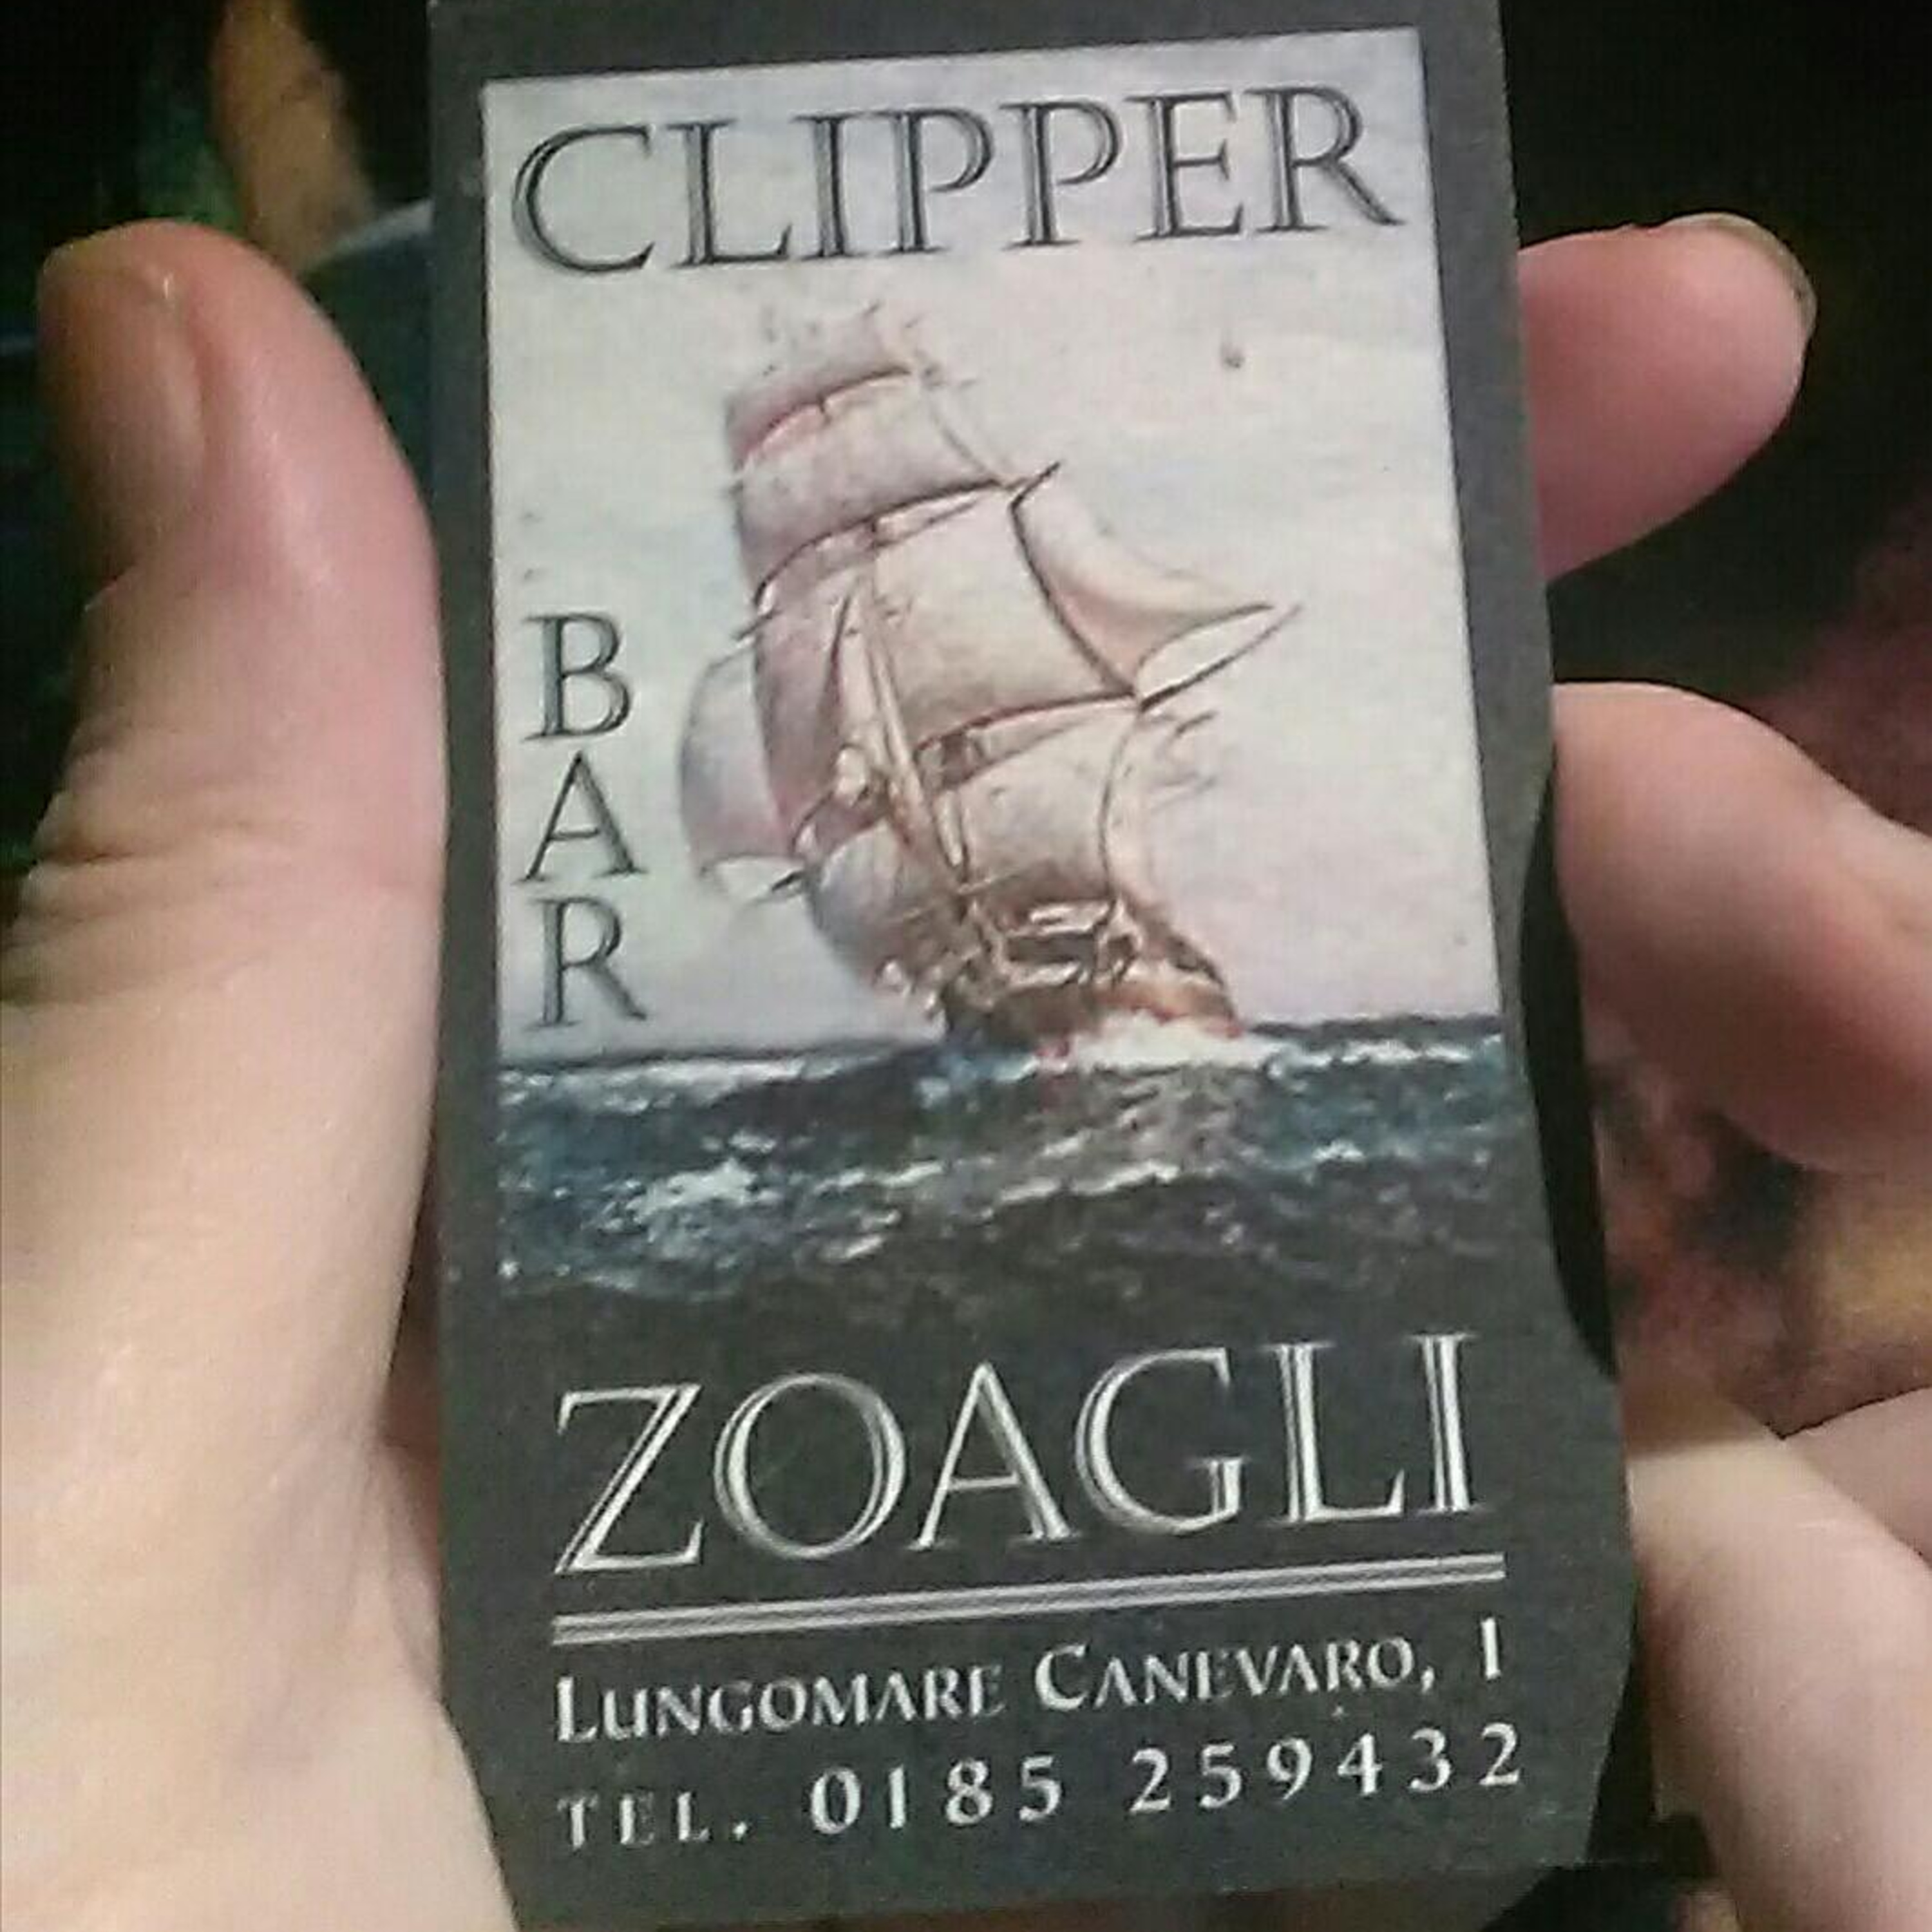 CLIPPER
BAR
ZOAGLI
LUNGOMARE CANEVARO, 1
TEL. 0185 259432